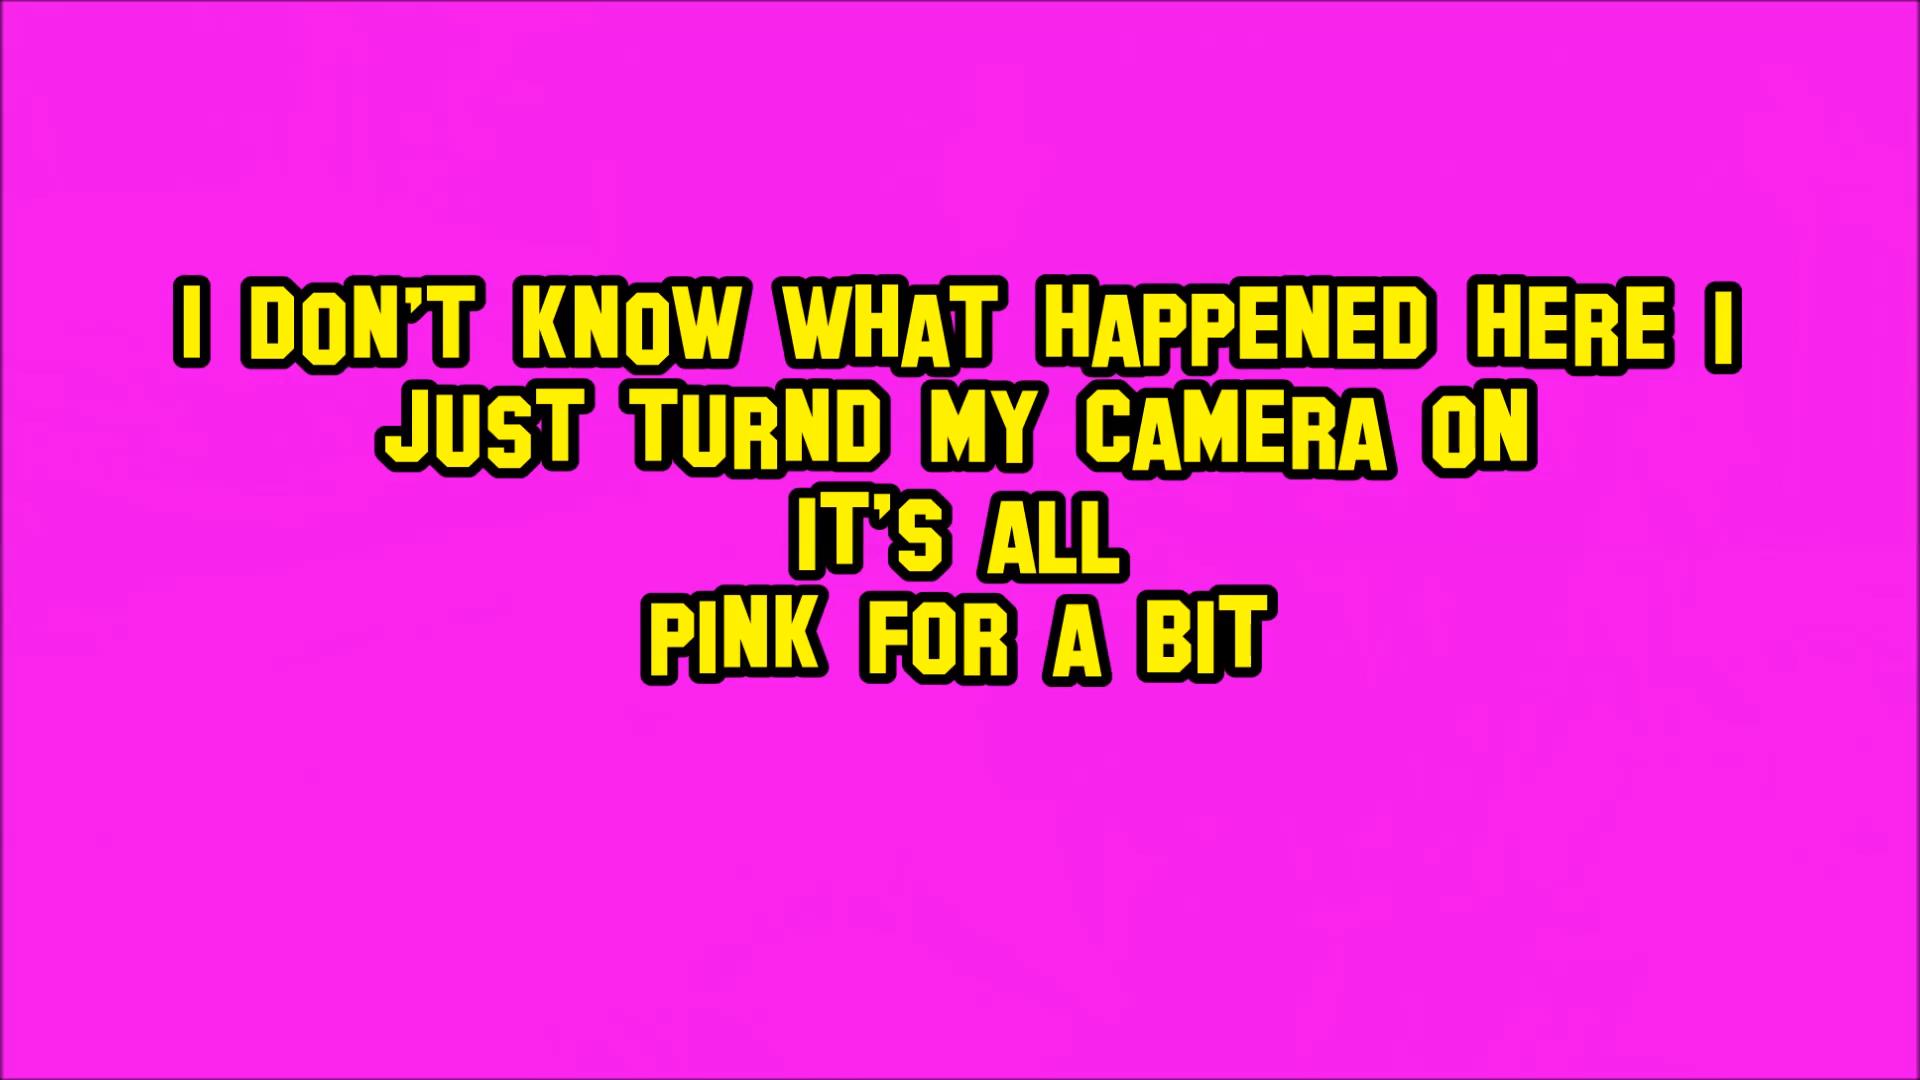 I DON'T KNOW WHAT HAPPENED HERE I
JUST TURND MY CAMERA ON
IT'S ALL
PINK FOR A BIT